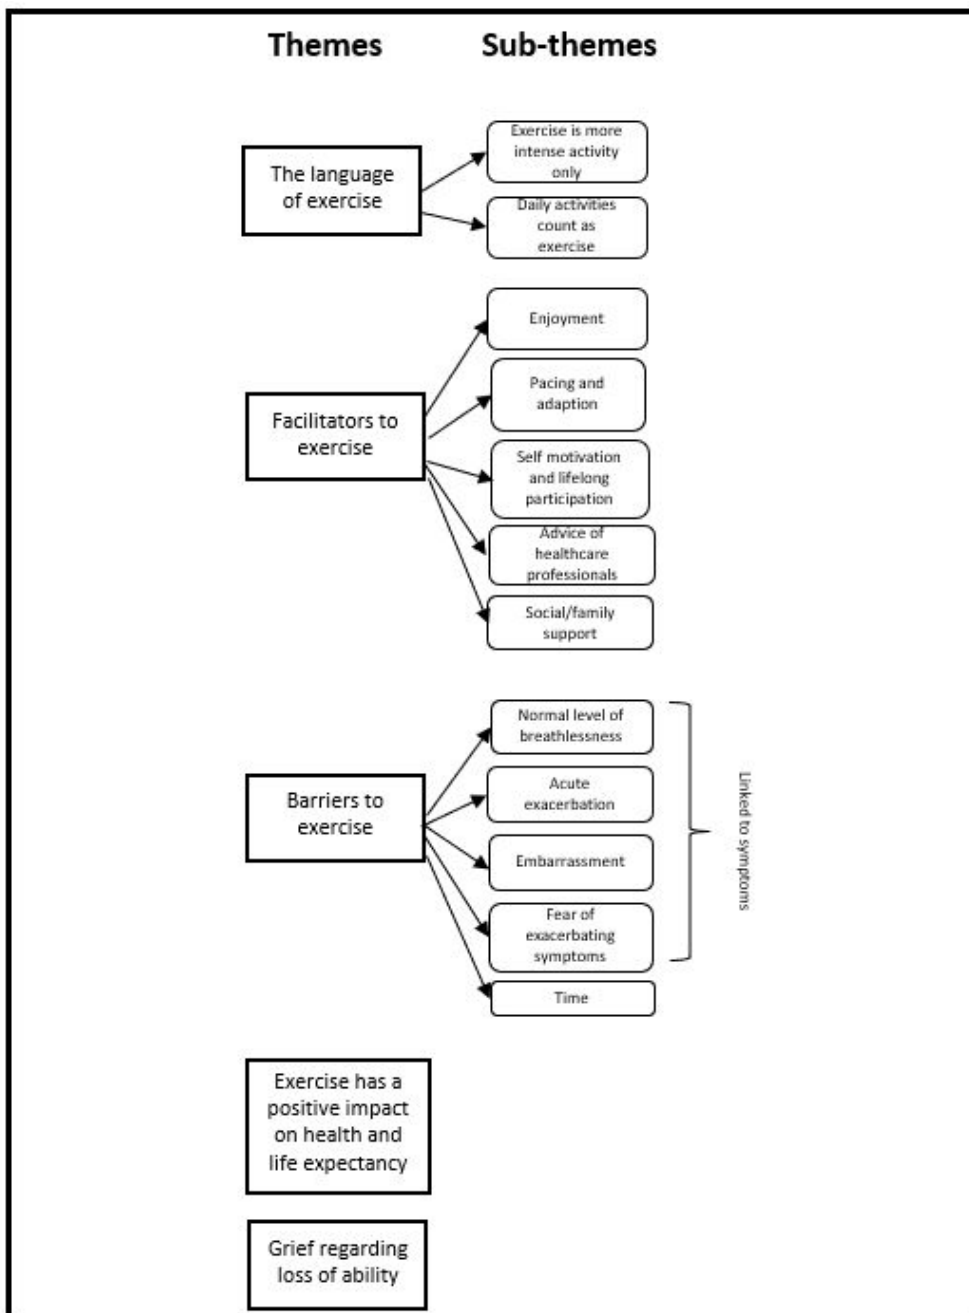 Themes
Sub-themes
The language
of exercise
Exercise is more
intense activity
only
Daily activities
count as
exercise
Facilitators to
exercise
Enjoyment
Pacing and
adaption
Self motivation
and lifelong
participation
Advice of
healthcare
professionals
Social/family
support
Barriers to
exercise
Normal level of
breathlessness
Acute
exacerbation
Embarrassment
Fear of
exacerbating
symptoms
Time
Linked to symptoms
Exercise has a
positive impact
on health and
life expectancy
Grief regarding
loss of ability